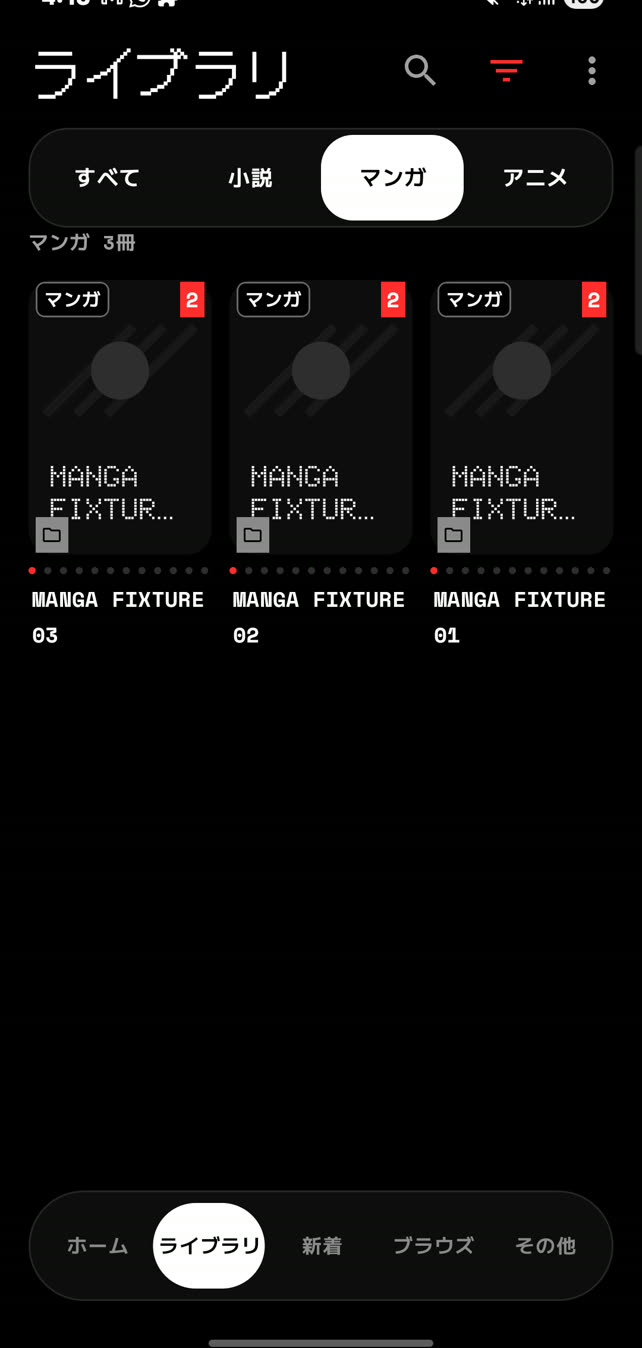 ライブラリ
すべて 小説 マンガ アニメ
マンガ 3冊
マンガ 2 マンガ 2 マンガ 2
MANGA MANGA MANGA
FIXTUR... FIXTUR... FIXTUR...
MANGA FIXTURE MANGA FIXTURE MANGA FIXTURE
03 02 01
ホーム ライブラリ 新着 ブラウズ その他